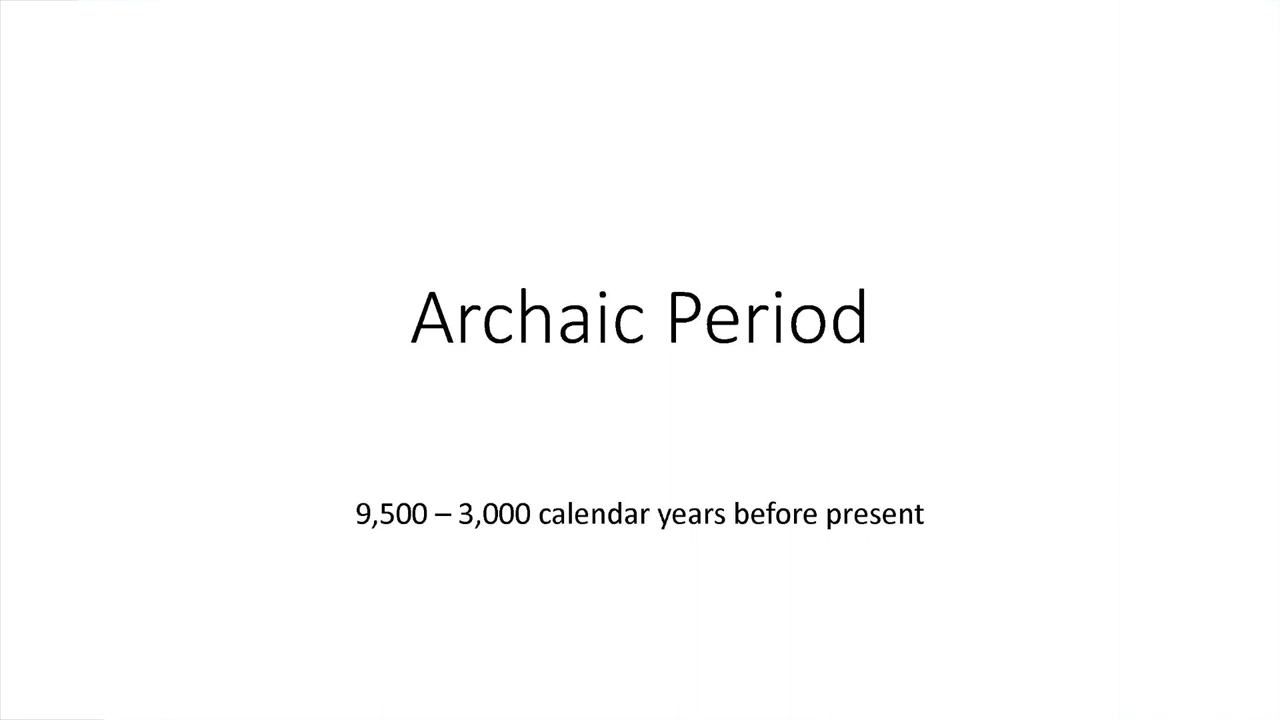 Archaic Period
9,500 – 3,000 calendar years before present